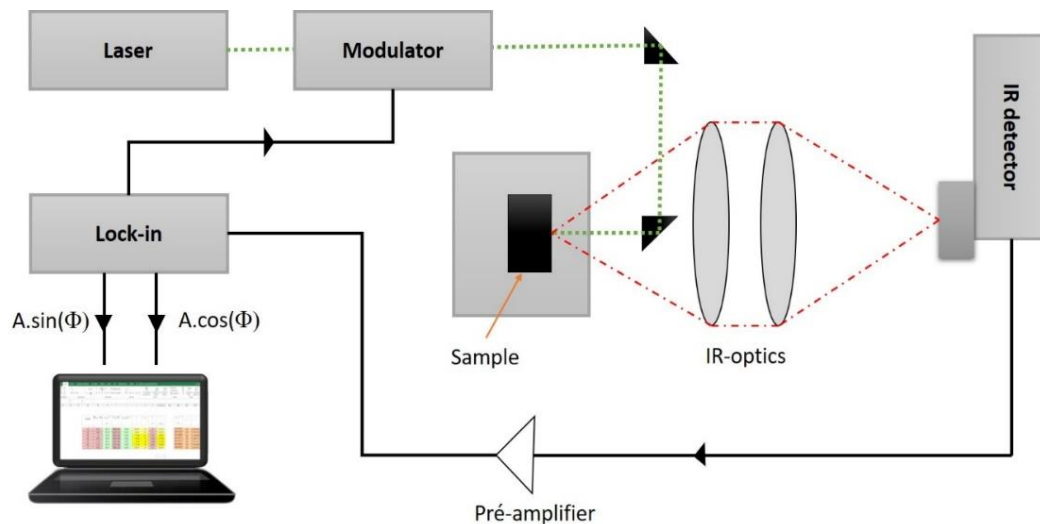 Laser
Modulator
IR detector
Lock-in
A.sin(Φ)
A.cos(Φ)
Sample
IR-optics
Pré-amplifier